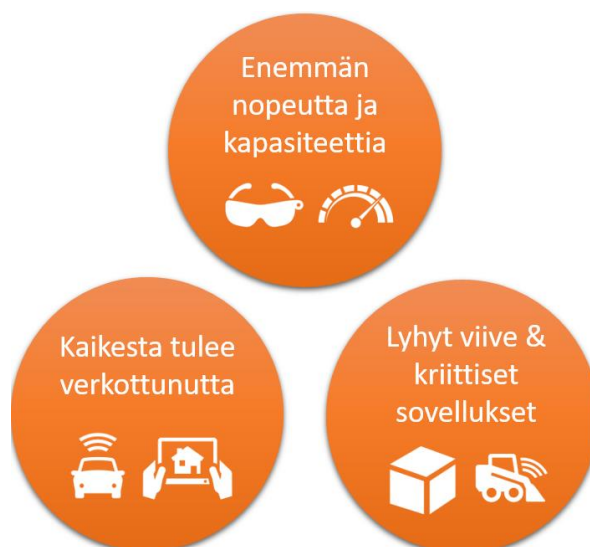 Enemmän
nopeutta ja
kapasiteettia
Kaikesta tulee
verkottunutta
Lyhyt viive &
kriittiset
sovellukset